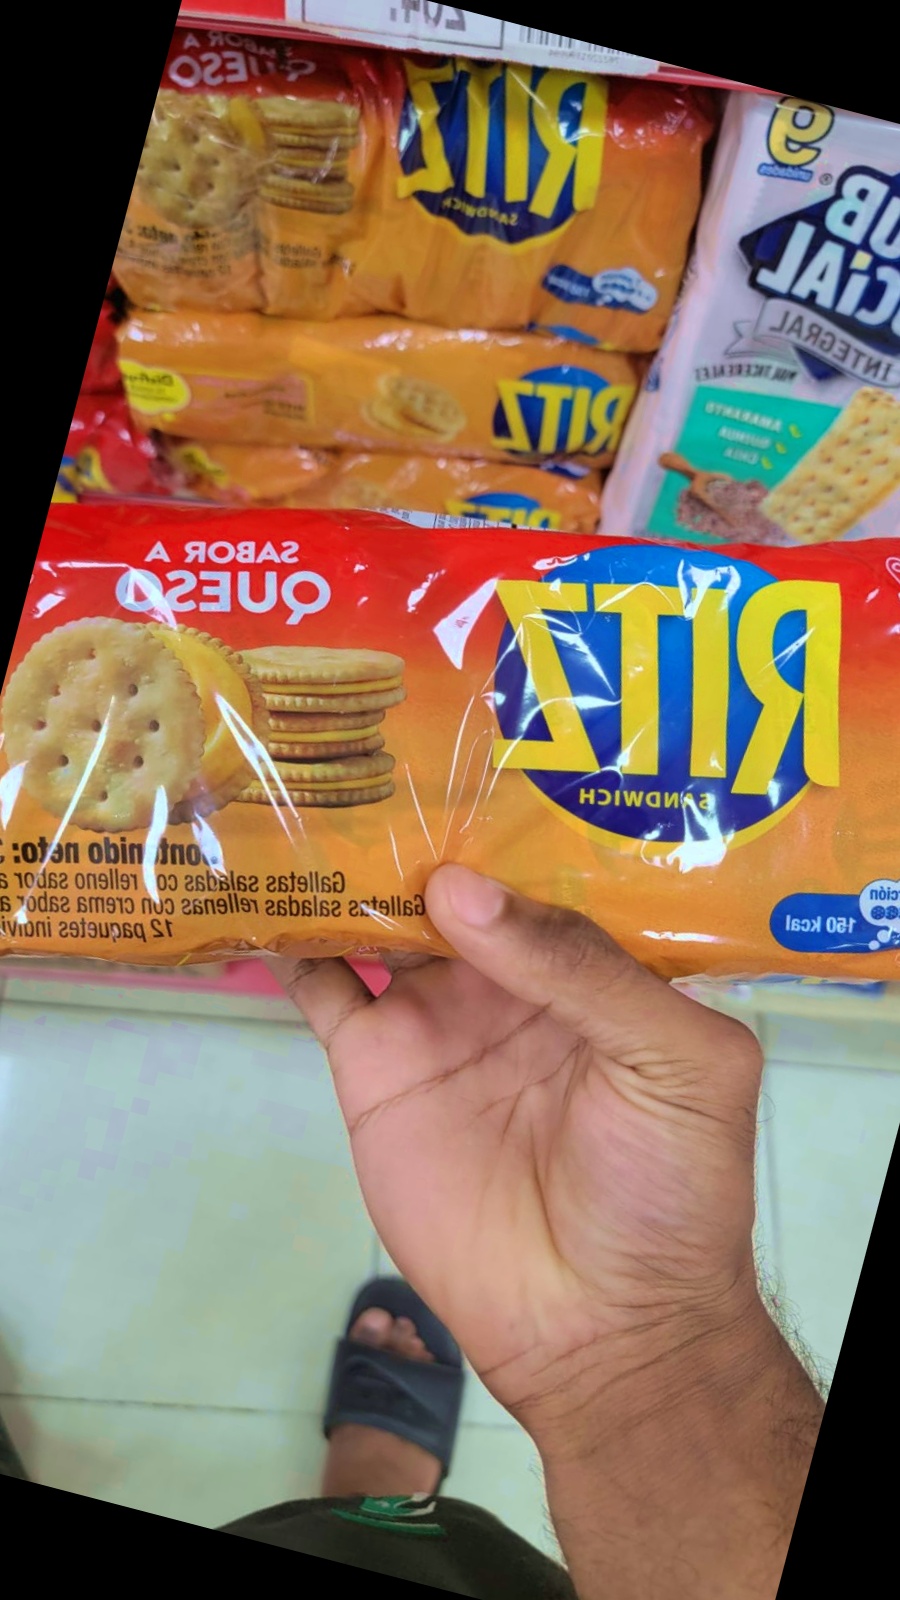 SABOR A
QUESO
RITZ
SANDWICH
9
unidades
CLUB
SOCIAL
INTEGRAL
MULTICEREALES
AMARANTO
QUINUA
CHIA
RITZ
RITZ
SABOR A
QUESO
RITZ
SANDWICH
Contenido neto:
Galletas saladas con relleno sabor a
Galletas saladas rellenas con crema sabor a
12 paquetes
150 kcal